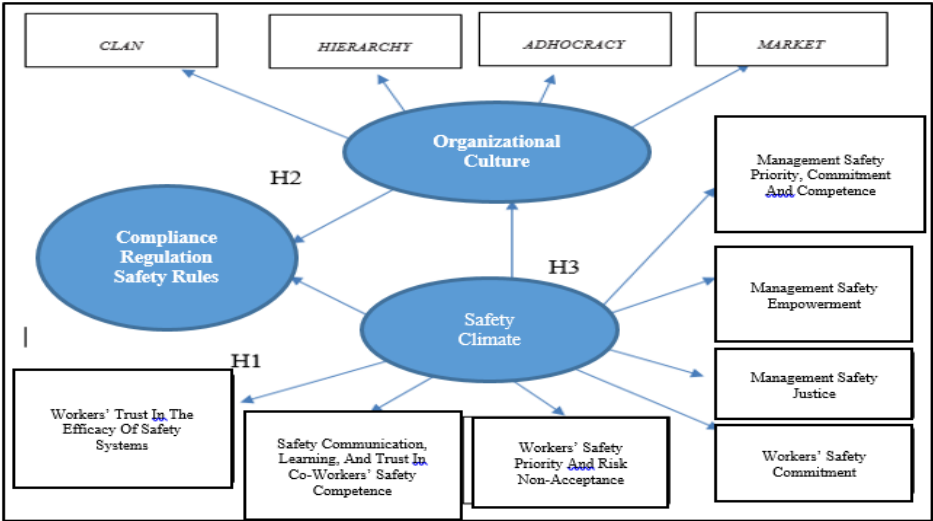 CLAN
HIERARCHY
ADHOCRACY
MARKET
Organizational
Culture
Management Safety
Priority, Commitment
And Competence
H2
Compliance
Regulation
Safety Rules
H3
Management Safety
Empowerment
Safety
Climate
H1
Management Safety
Justice
Workers' Trust In The
Efficacy Of Safety
Systems
Safety Communication,
Learning, And Trust In
Co-Workers' Safety
Competence
Workers' Safety
Priority And Risk
Non-Acceptance
Workers' Safety
Commitment